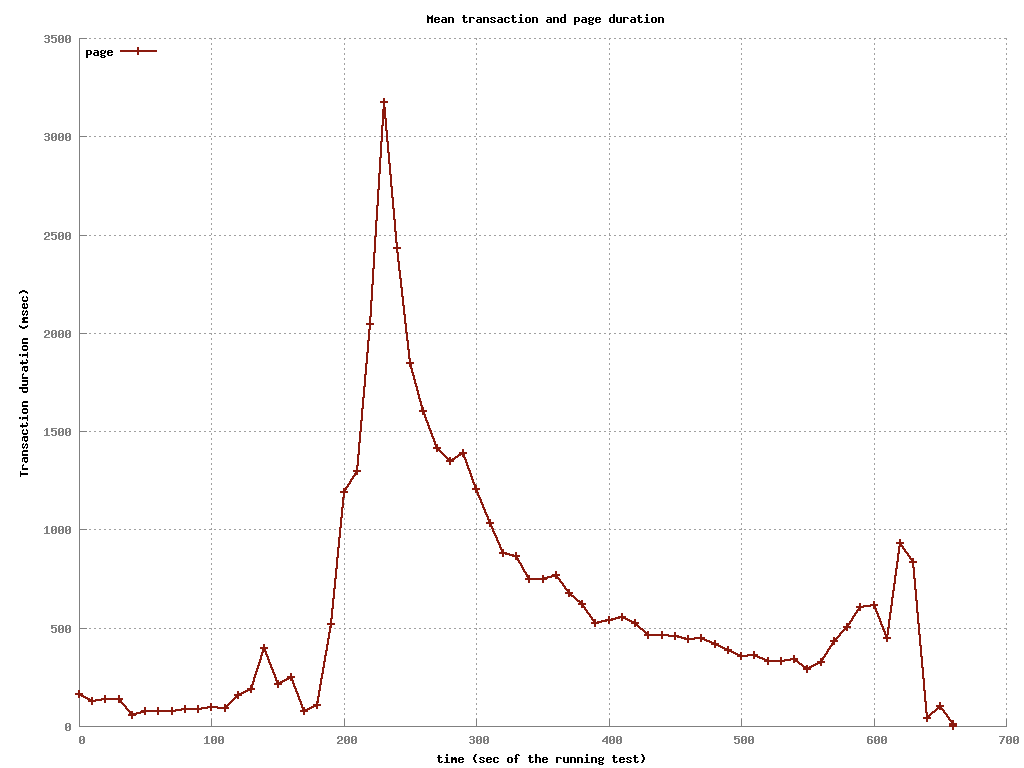 Mean transaction and page duration
page
3500
3000
2500
2000
1500
1000
500
0
Transaction duration (msec)
0 100 200 300 400 500 600 700
time (sec of the running test)